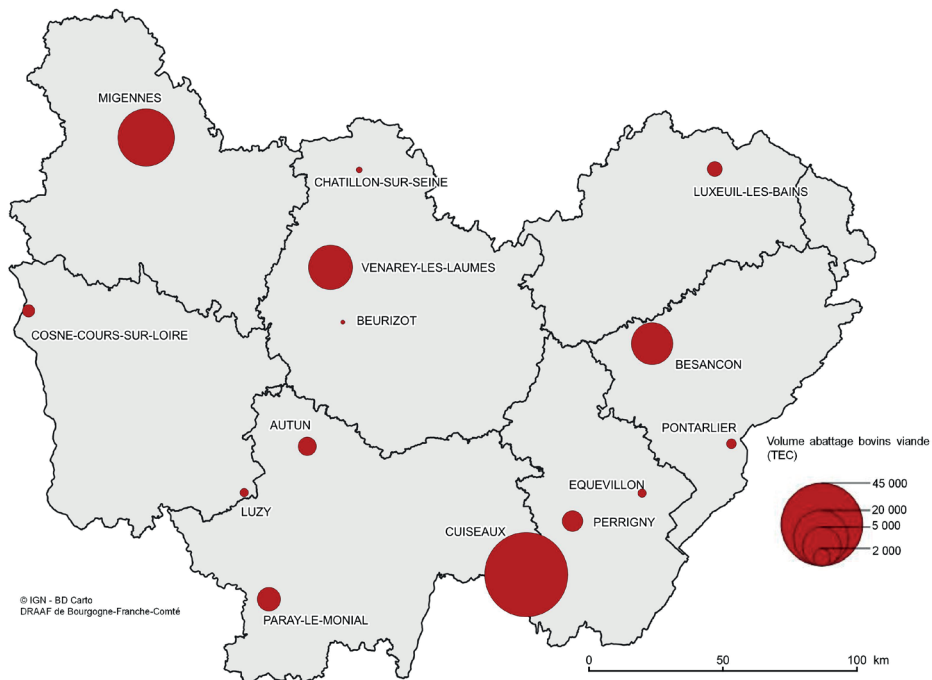 MIGENNES
CHATILLON-SUR-SEINE
LUXEUIL-LES-BAINS
VENAREY-LES-LAUMES
BEURIZOT
COSNE-COURS-SUR-LOIRE
BESANCON
AUTUN
PONTARLIER
Volume abattage bovins viande
(TEC)
45 000
20 000
5 000
2 000
EQUEVILLON
LUZY
PERRIGNY
CUISEAUX
© IGN - BD Carto
DRAAF de Bourgogne-Franche-Comté
PARAY-LE-MONIAL
0 50 100 km